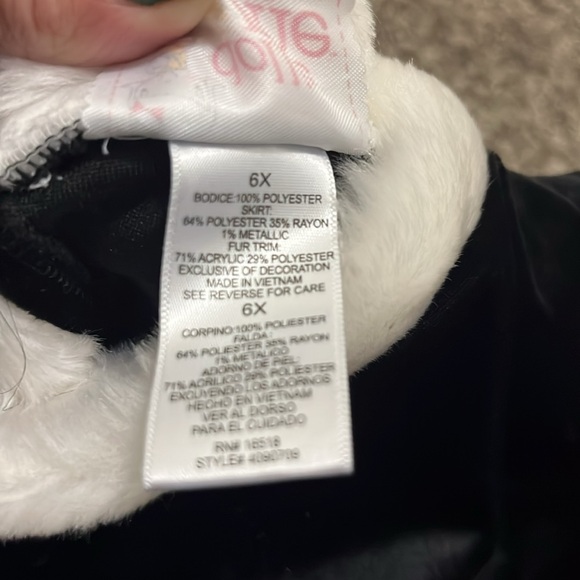 6X
BODICE:100% POLYESTER
SKIRT:
64% POLYESTER 35% RAYON
1% METALLIC
FUR TRIM:
71% ACRYLIC 29% POLYESTER
EXCLUSIVE OF DECORATION
MADE IN VIETNAM
SEE REVERSE FOR CARE
6X
CORPINO:100% POLIESTER
FALDA:
64% POLIESTER 35% RAYON
1% METALICO
ADORNO DE PIEL:
71% ACRILICO 29% POLIESTER
EXCLUYENDO LOS ADORNOS
HECHO EN VIETNAM
VER AL DORSO
PARA EL CUIDADO
RN# 16518
STYLE# 4090709